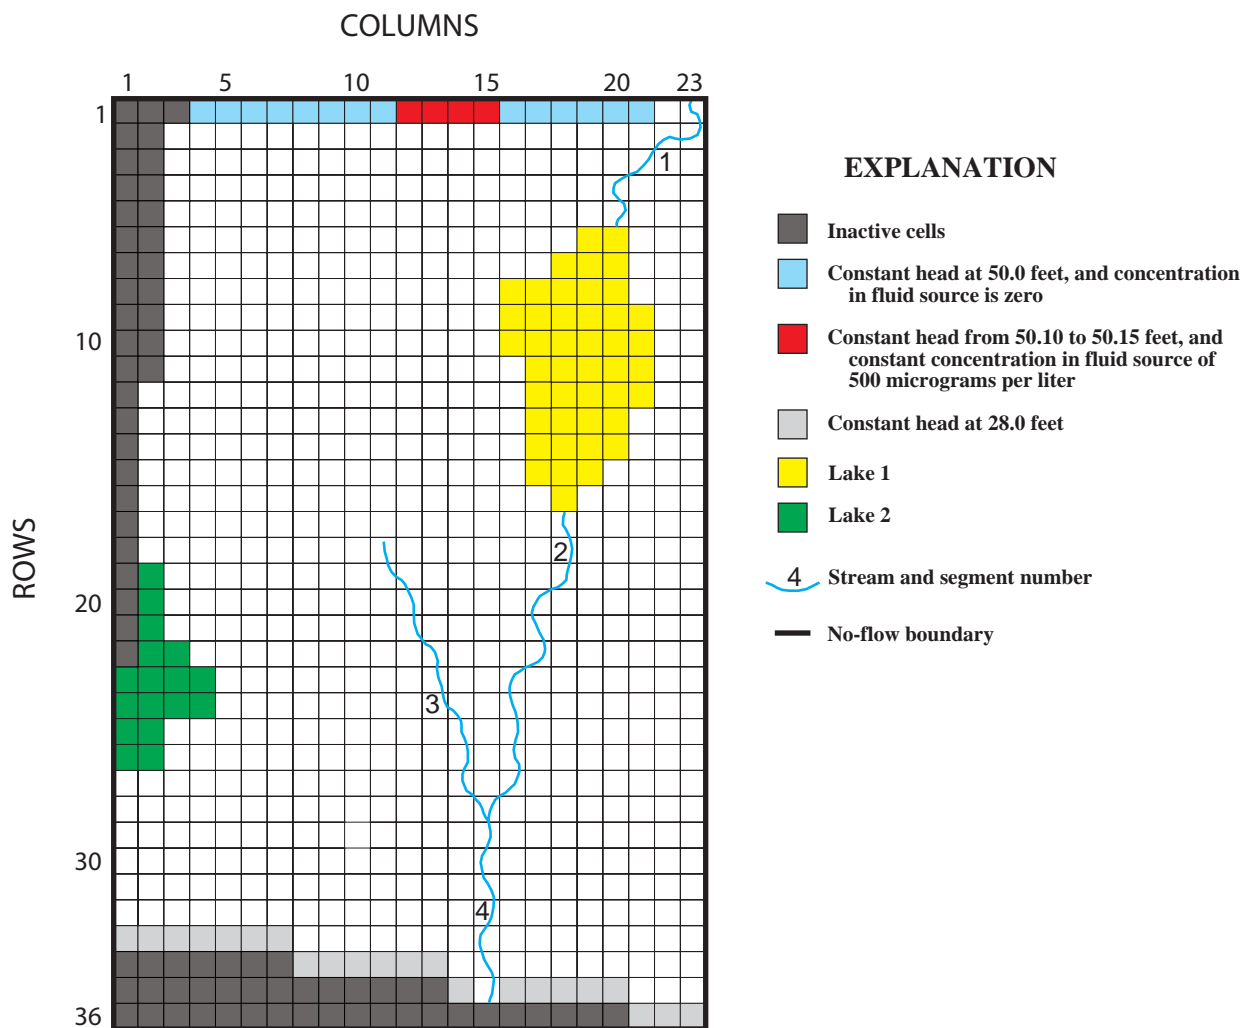 COLUMNS
1 5 10 15 20 23
1
10
20
30
36
ROWS
1
2
3
4
EXPLANATION
Inactive cells
Constant head at 50.0 feet, and concentration
in fluid source is zero
Constant head from 50.10 to 50.15 feet, and
constant concentration in fluid source of
500 micrograms per liter
Constant head at 28.0 feet
Lake 1
Lake 2
4 Stream and segment number
No-flow boundary